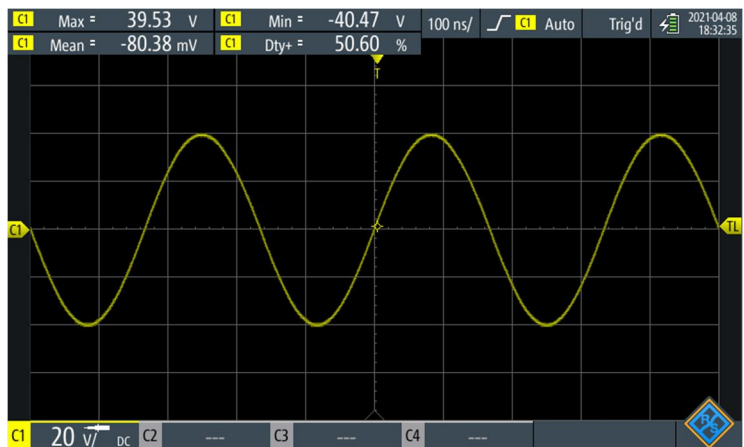 C1 Max = 39.53 V C1 Min = -40.47 V 100 ns/ C1 Auto Trig'd 2021-04-08
18:32:35
C1 Mean = -80.38 mV C1 Dty+ = 50.60 %
T
C1 TL
R&S
C1 20 V/ DC C2 --- C3 --- C4 ---